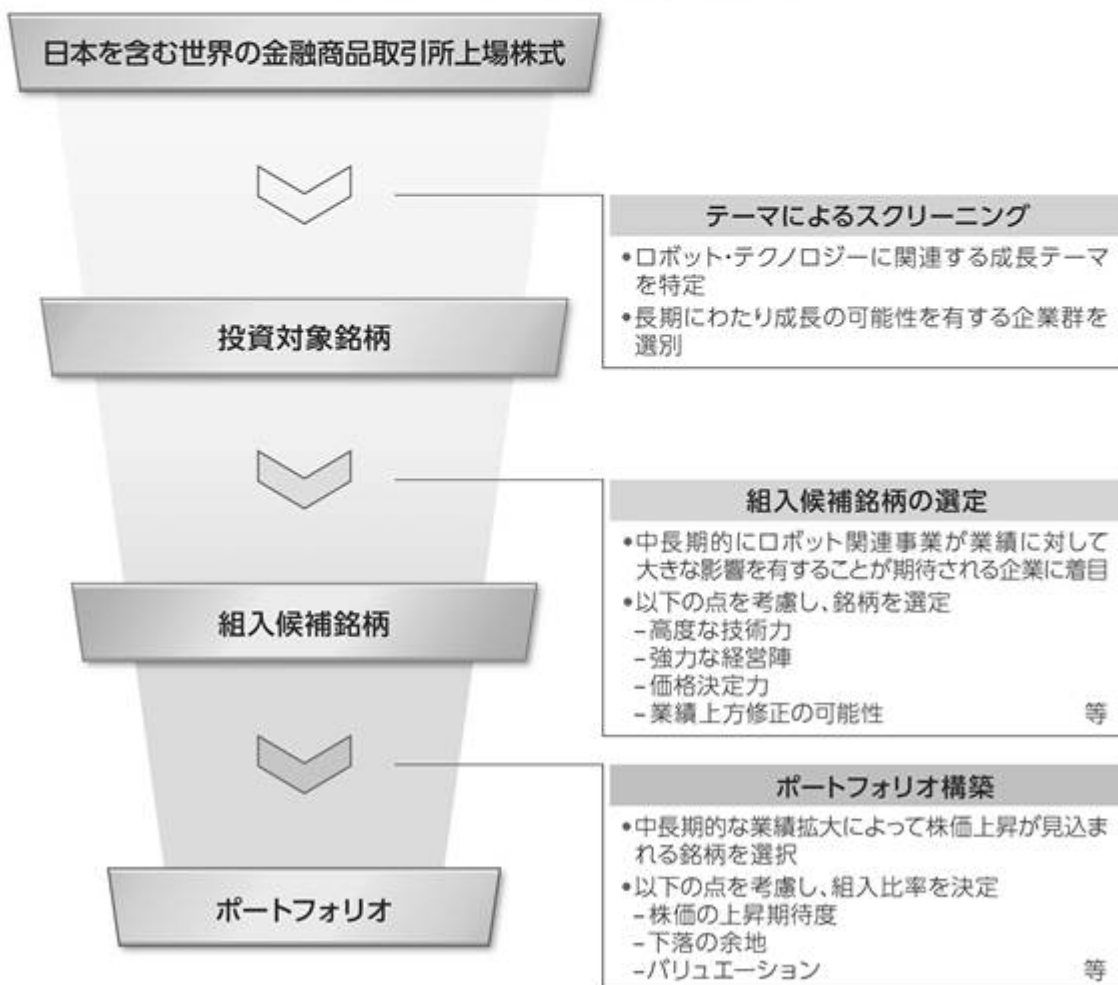 日本を含む世界の金融商品取引所上場株式
テーマによるスクリーニング
•ロボット・テクノロジーに関連する成長テーマ
を特定
•長期にわたり成長の可能性を有する企業群を
選別
投資対象銘柄
組入候補銘柄の選定
•中長期的にロボット関連事業が業績に対して
大きな影響を有することが期待される企業に着目
•以下の点を考慮し、銘柄を選定
–高度な技術力
–強力な経営陣
–価格決定力
–業績上方修正の可能性 等
組入候補銘柄
ポートフォリオ構築
•中長期的な業績拡大によって株価上昇が見込ま
れる銘柄を選択
•以下の点を考慮し、組入比率を決定
–株価の上昇期待度
–下落の余地
–バリュエーション 等
ポートフォリオ